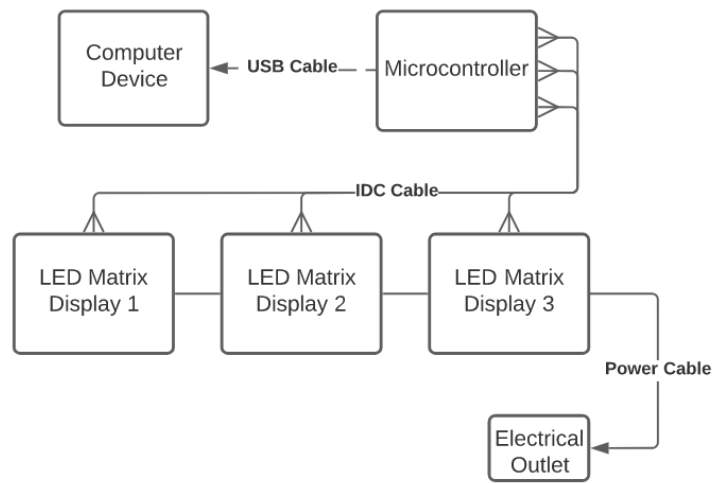 Computer
Device
USB Cable
Microcontroller
IDC Cable
LED Matrix
Display 1
LED Matrix
Display 2
LED Matrix
Display 3
Power Cable
Electrical
Outlet